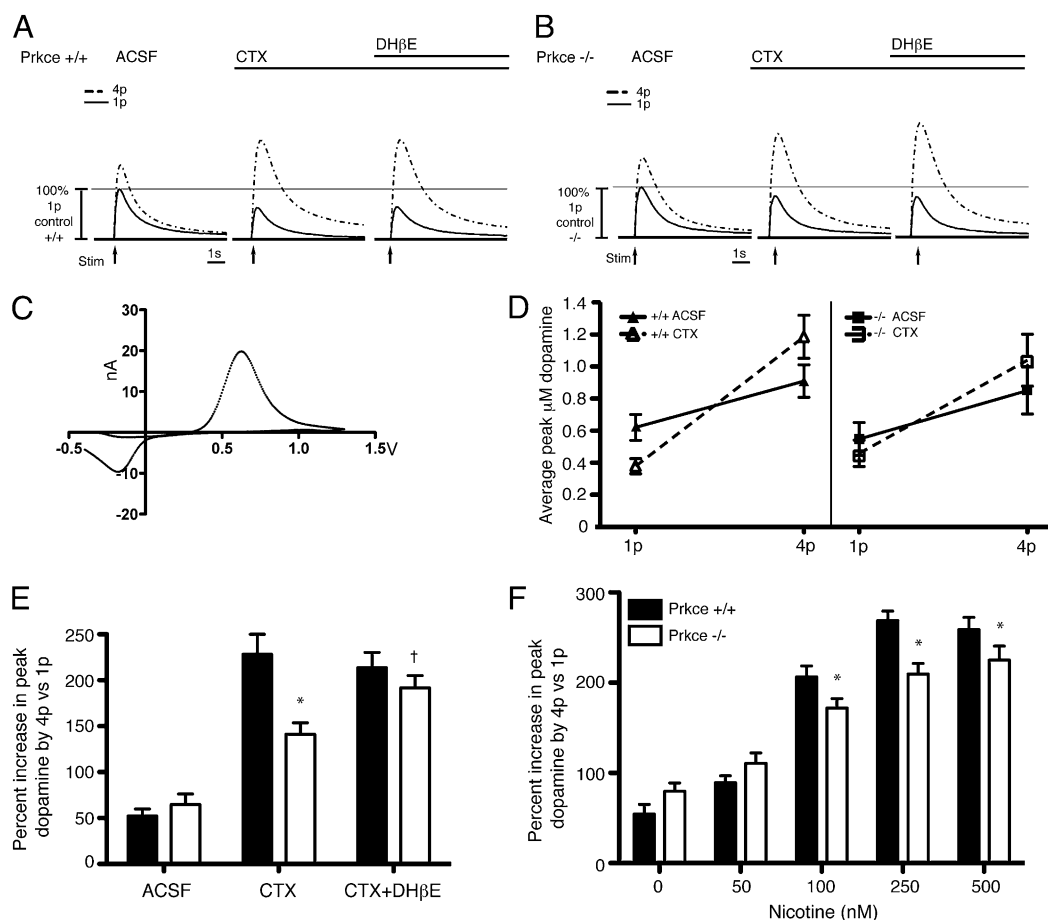 A
Prkce +/+ ACSF CTX DHβE
4p
1p
100%
1p
control
+/+
Stim
1s
B
Prkce -/- ACSF CTX DHβE
4p
1p
100%
1p
control
-/-
Stim
1s
C
30
20
10
-10
-20
nA
-0.5 0.5 1.0 1.5V
D
Average peak μM dopamine
1.4
1.2
1.0
0.8
0.6
0.4
0.2
0
+/+ ACSF
+/+ CTX
-/- ACSF
-/- CTX
1p 4p 1p 4p
E
Percent increase in peak
dopamine by 4p vs 1p
250
200
150
100
50
0
*
†
ACSF CTX CTX+DHβE
F
Percent increase in peak
dopamine by 4p vs 1p
300
200
100
0
Prkce +/+
Prkce -/-
* * *
0 50 100 250 500
Nicotine (nM)